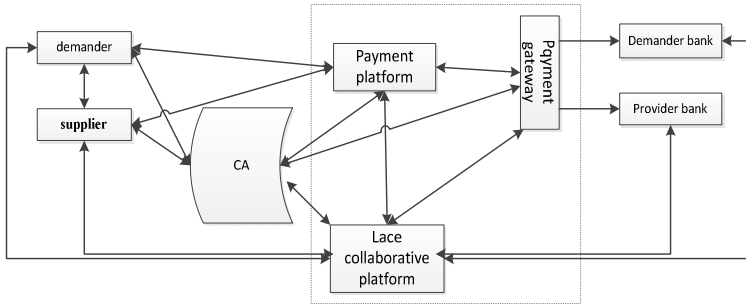 demander
supplier
CA
Payment
platform
Pqyment
gateway
Lace
collaborative
platform
Demander bank
Provider bank